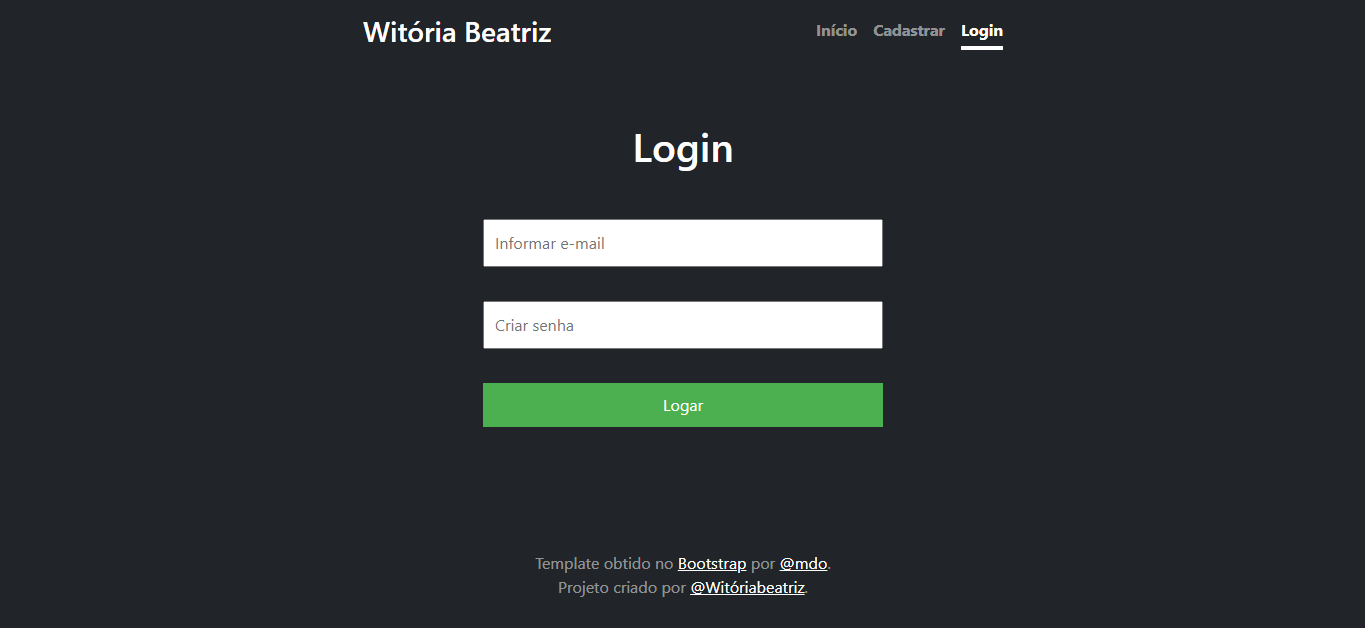 Witória Beatriz
Início Cadastrar Login
Login
Informar e-mail
Criar senha
Logar
Template obtido no Bootstrap por @mdo.
Projeto criado por @Witóriabeatriz.